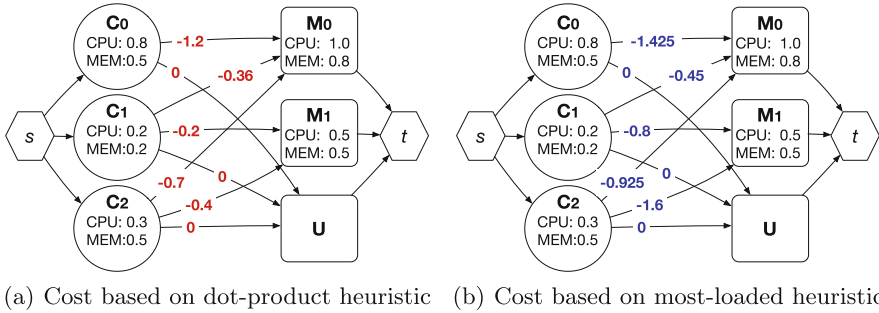 C0
CPU: 0.8
MEM:0.5
C1
CPU: 0.2
MEM:0.2
C2
CPU: 0.3
MEM:0.5
s
-1.2
0
-0.36
-0.2
-0.7
0
-0.4
0
M0
CPU: 1.0
MEM: 0.8
M1
CPU: 0.5
MEM: 0.5
U
t
(a) Cost based on dot-product heuristic
C0
CPU: 0.8
MEM:0.5
C1
CPU: 0.2
MEM:0.2
C2
CPU: 0.3
MEM:0.5
s
-1.425
0
-0.45
-0.8
0
-0.925
-1.6
0
M0
CPU: 1.0
MEM: 0.8
M1
CPU: 0.5
MEM: 0.5
U
t
(b) Cost based on most-loaded heuristic